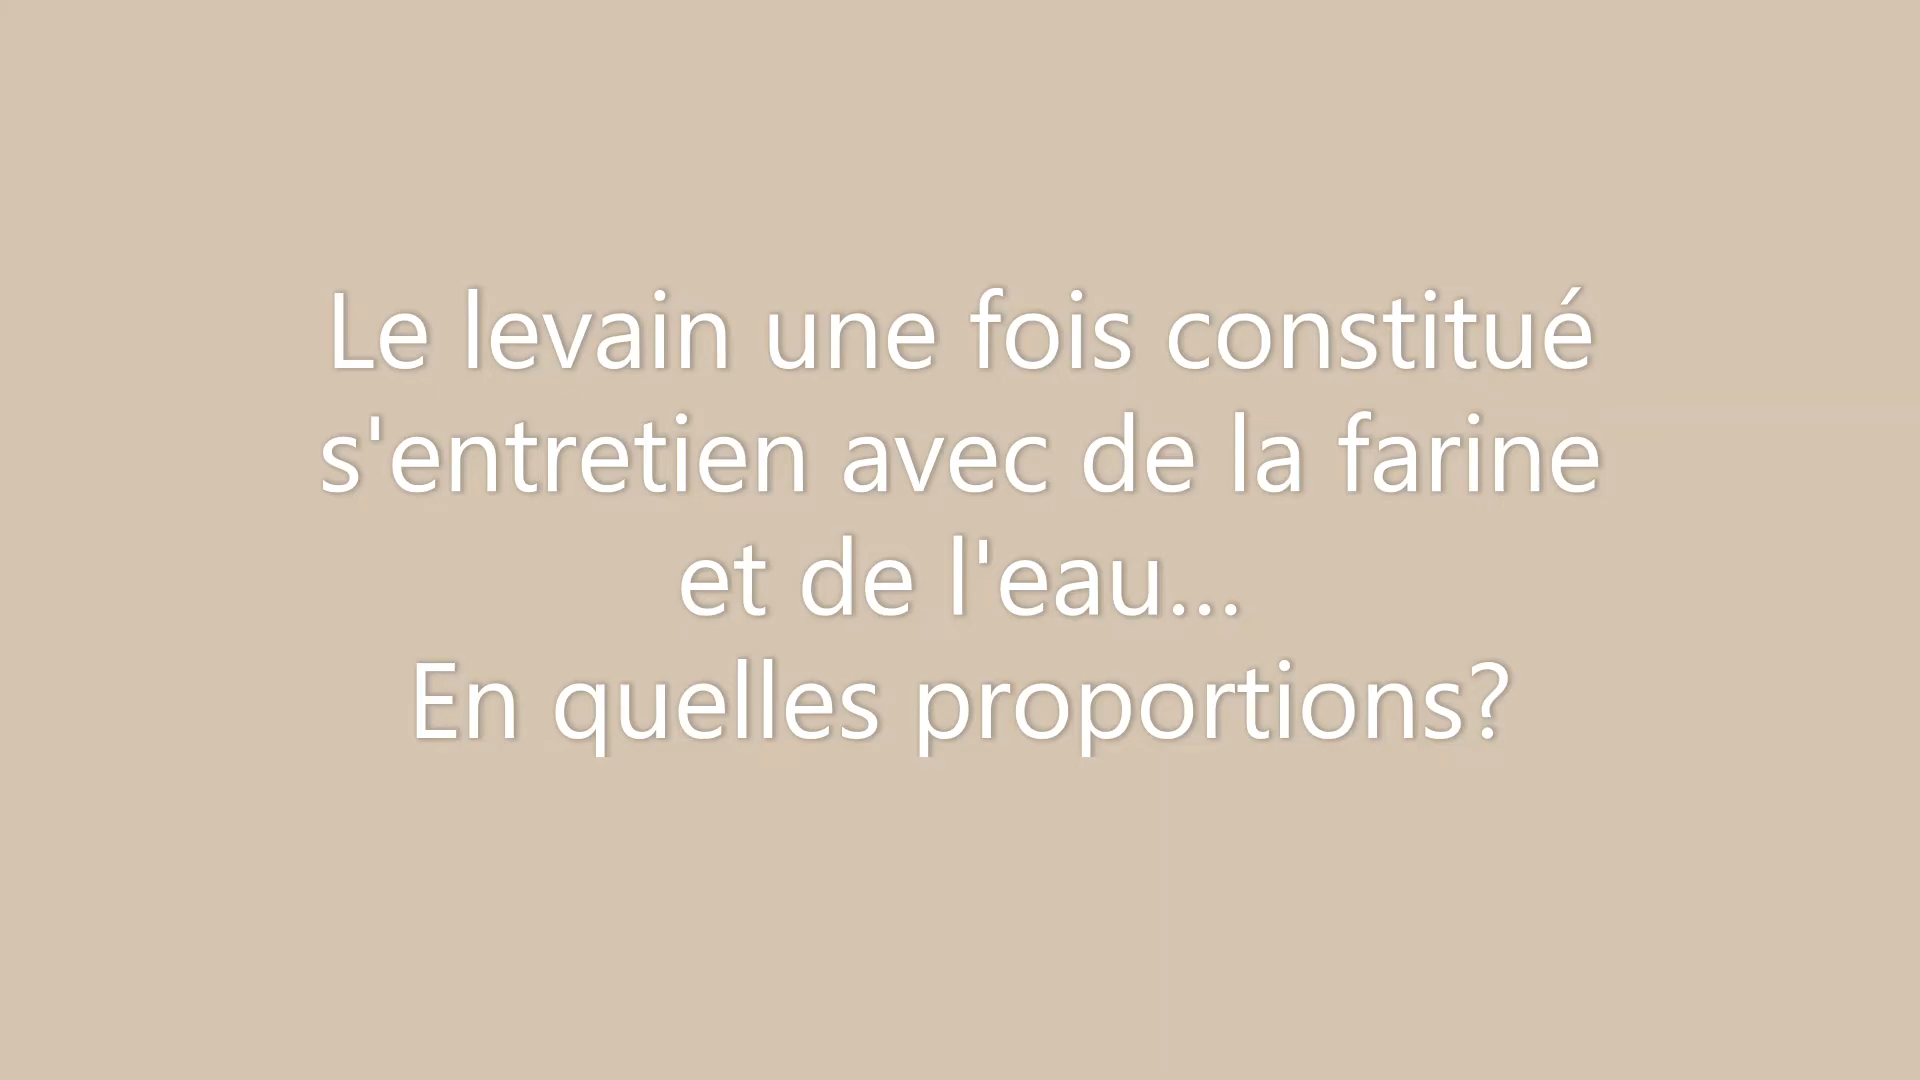 Le levain une fois constitué
s'entretien avec de la farine
et de l'eau...
En quelles proportions?